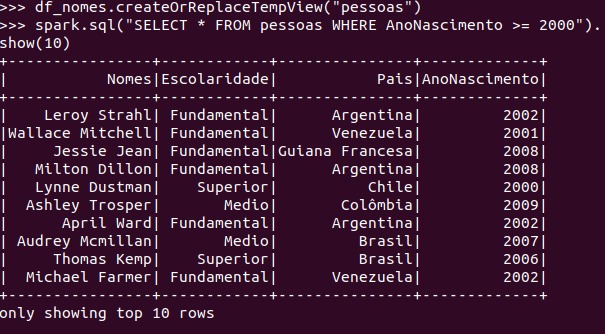 >>> df_nomes.createOrReplaceTempView("pessoas")
>>> spark.sql("SELECT * FROM pessoas WHERE AnoNascimento >= 2000").
show(10)
+----------------+------------+---------------+-------------+
|           Nomes|Escolaridade|           Pais|AnoNascimento|
+----------------+------------+---------------+-------------+
|    Leroy Strahl| Fundamental|      Argentina|         2002|
|Wallace Mitchell| Fundamental|      Venezuela|         2001|
|     Jessie Jean| Fundamental|Guiana Francesa|         2008|
|   Milton Dillon| Fundamental|      Argentina|         2008|
|   Lynne Dustman|    Superior|          Chile|         2000|
|  Ashley Trosper|       Medio|       Colômbia|         2009|
|      April Ward| Fundamental|      Argentina|         2002|
| Audrey Mcmillan|       Medio|         Brasil|         2007|
|     Thomas Kemp|    Superior|         Brasil|         2006|
|  Michael Farmer| Fundamental|      Venezuela|         2002|
+----------------+------------+---------------+-------------+
only showing top 10 rows